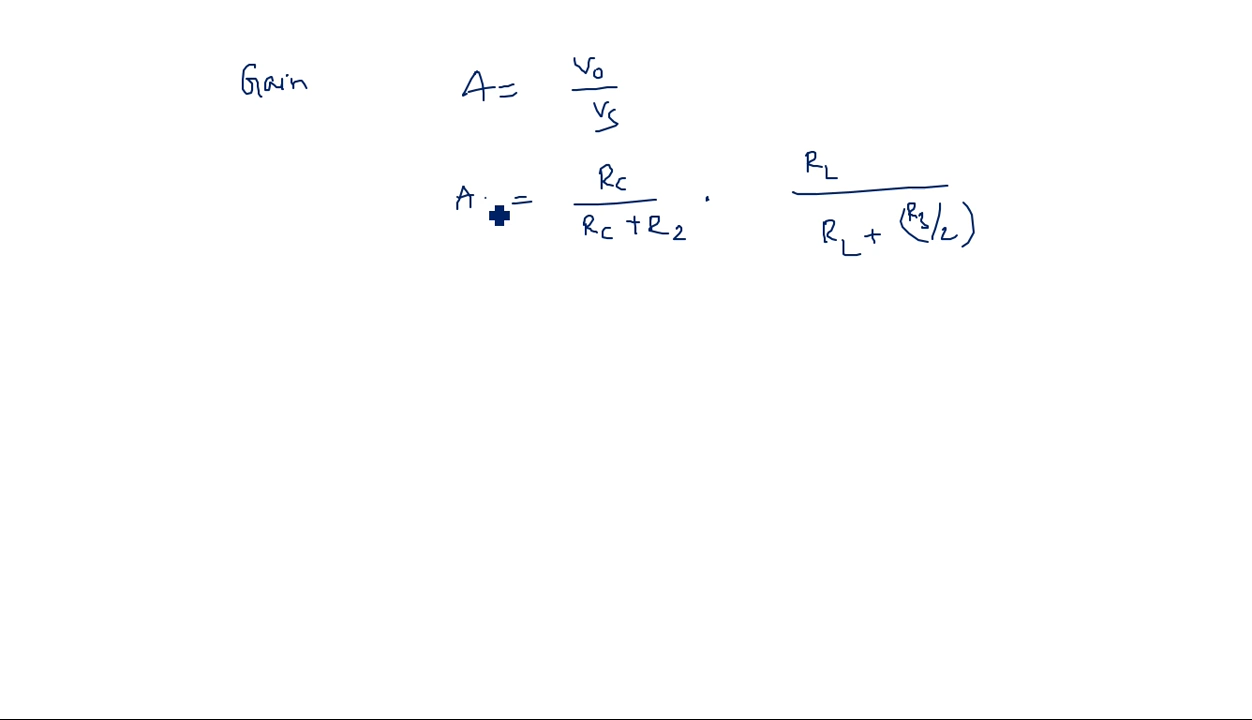 Gain A = Vo / Vs
A = RC / (RC + R2) . RL / (RL + (R3/2))